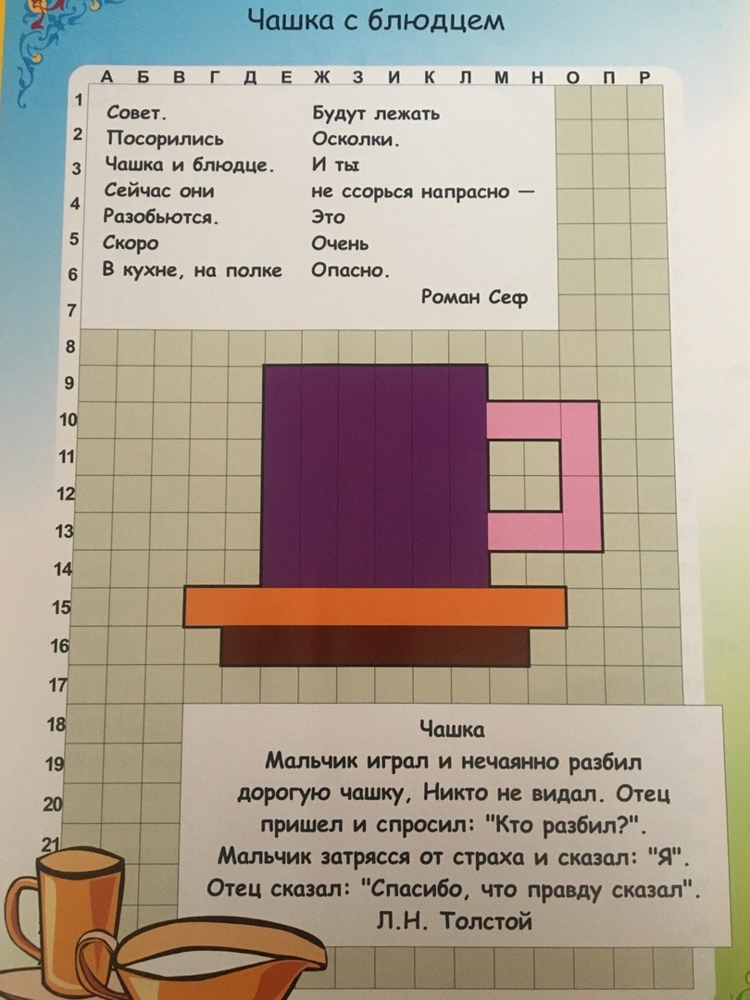 Чашка с блюдцем
А Б В Г Д Е Ж З И К Л М Н О П Р
1
2
3
4
5
6
7
8
9
10
11
12
13
14
15
16
17
18
19
20
21
Совет.
Посорились
Чашка и блюдце.
Сейчас они
Разобьются.
Скоро
В кухне, на полке
Будут лежать
Осколки.
И ты
не ссорься напрасно —
Это
Очень
Опасно.
Роман Сеф
Чашка
Мальчик играл и нечаянно разбил
дорогую чашку, Никто не видал. Отец
пришел и спросил: "Кто разбил?".
Мальчик затрясся от страха и сказал: "Я".
Отец сказал: "Спасибо, что правду сказал".
Л.Н. Толстой